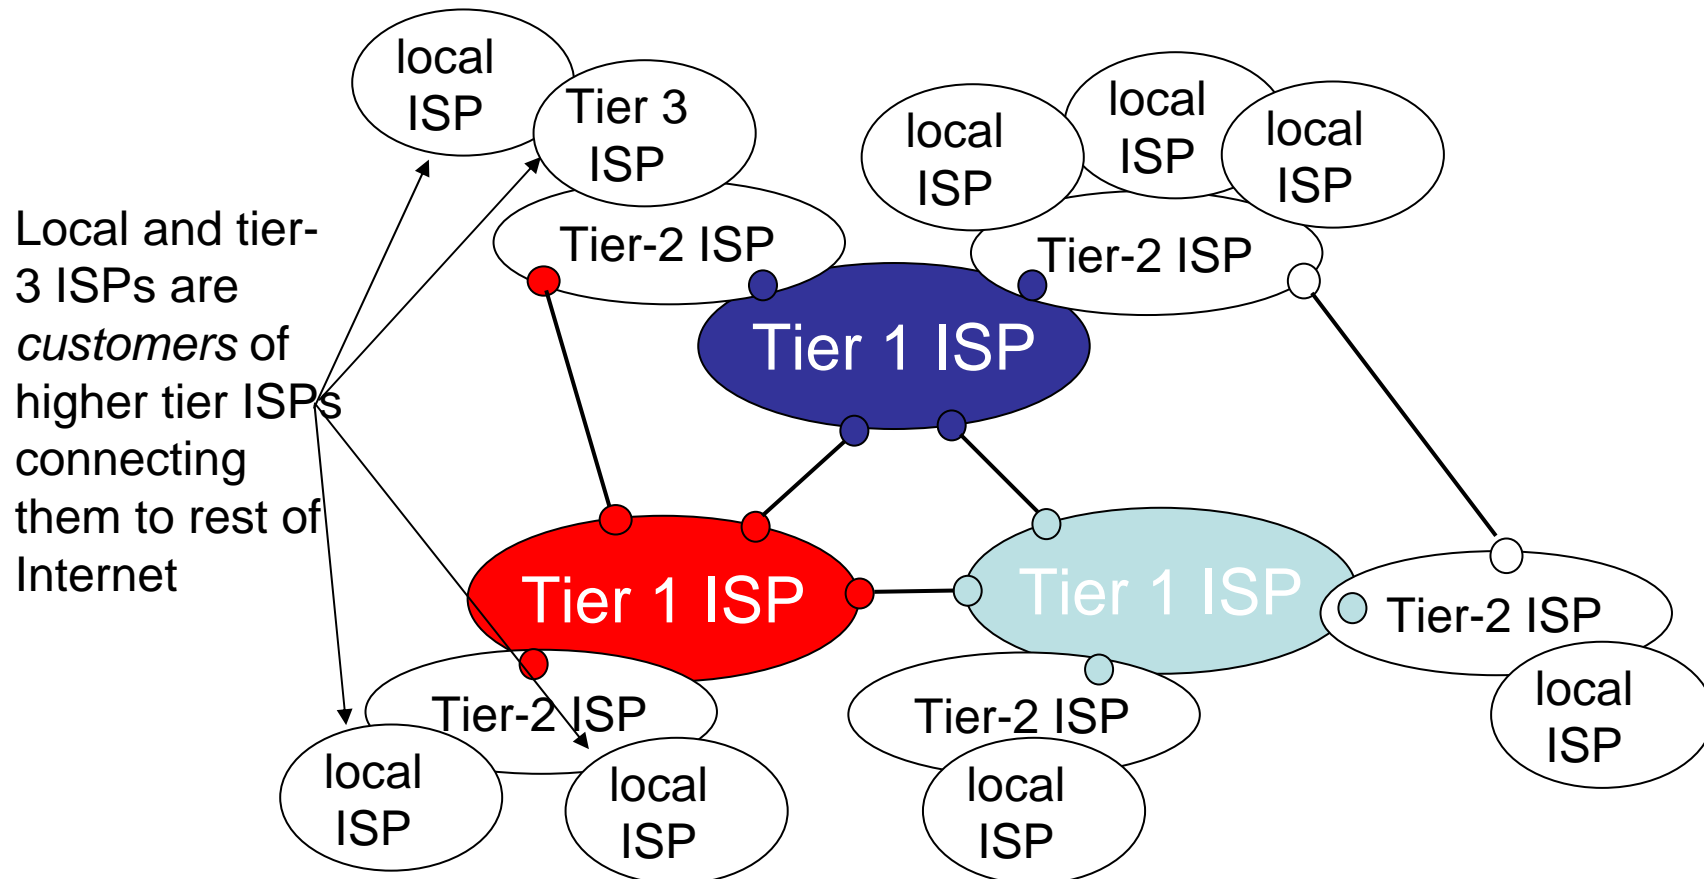 local
ISP
Tier 3
ISP
local
ISP
local
ISP
local
ISP
Local and tier-
3 ISPs are
customers of
higher tier ISPs
connecting
them to rest of
Internet
Tier-2 ISP
Tier-2 ISP
Tier 1 ISP
Tier 1 ISP
Tier 1 ISP
Tier-2 ISP
Tier-2 ISP
Tier-2 ISP
local
ISP
local
ISP
local
ISP
local
ISP